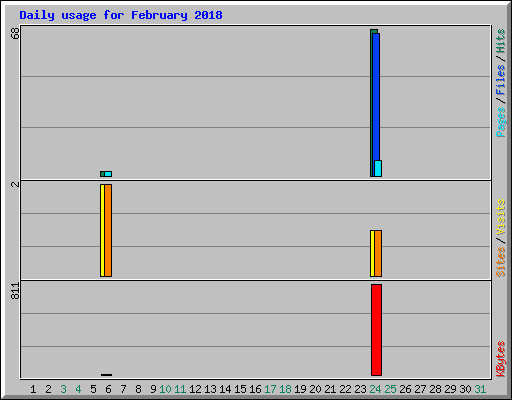 Daily usage for February 2018
68
Pages/Files/Hits
2
Sites/Visits
811
KBytes
1 2 3 4 5 6 7 8 9 10 11 12 13 14 15 16 17 18 19 20 21 22 23 24 25 26 27 28 29 30 31